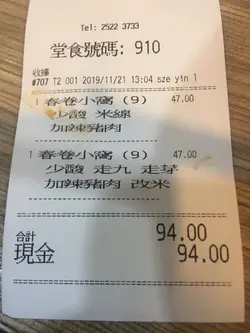 Tel: 2522 3733
堂食號碼: 910
收據
#707 T2 001 2019/11/21 13:04 sze yin 1
1 春卷小窩 (9) 47.00
少酸 米線
加辣豬肉
1 春卷小窩 (9) 47.00
少酸 走九 走芽
加辣豬肉 改米
合計 94.00
現金 94.00